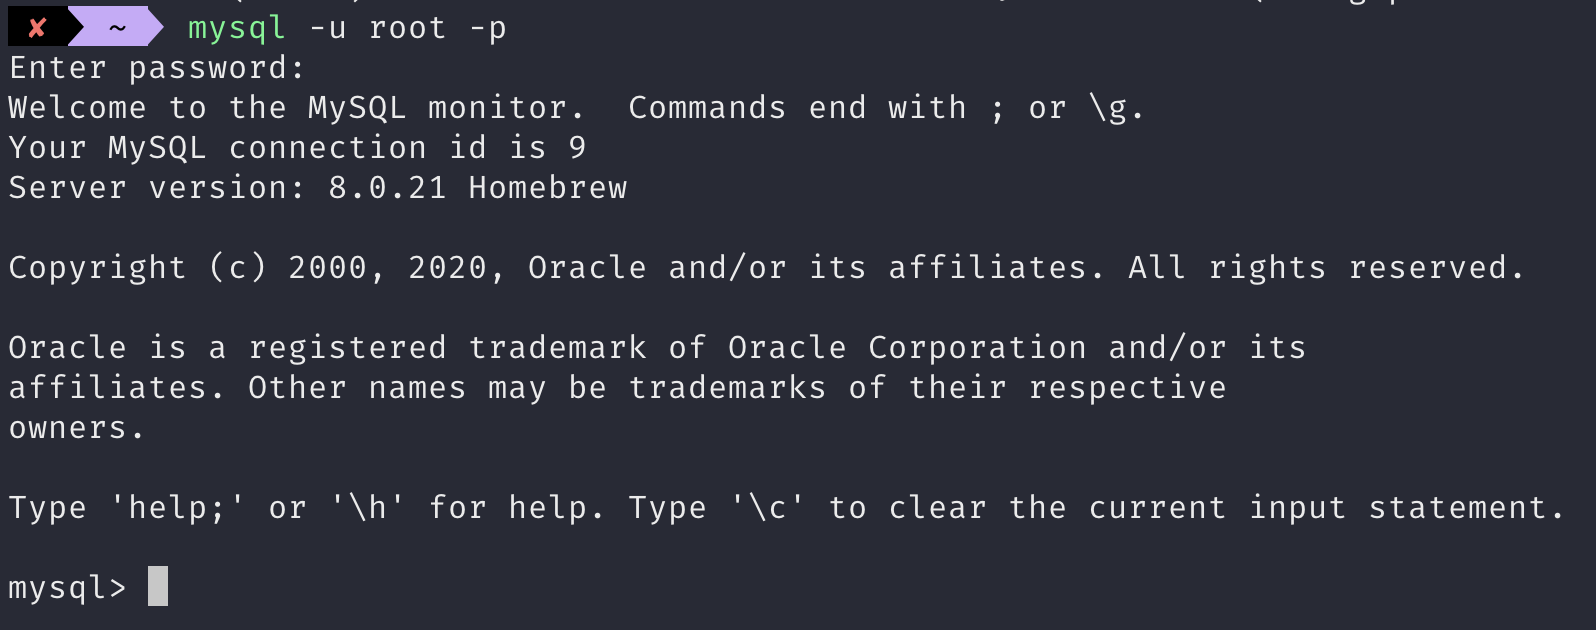 ✘ ~ mysql -u root -p
Enter password:
Welcome to the MySQL monitor.  Commands end with ; or \g.
Your MySQL connection id is 9
Server version: 8.0.21 Homebrew

Copyright (c) 2000, 2020, Oracle and/or its affiliates. All rights reserved.

Oracle is a registered trademark of Oracle Corporation and/or its
affiliates. Other names may be trademarks of their respective
owners.

Type 'help;' or '\h' for help. Type '\c' to clear the current input statement.

mysql>